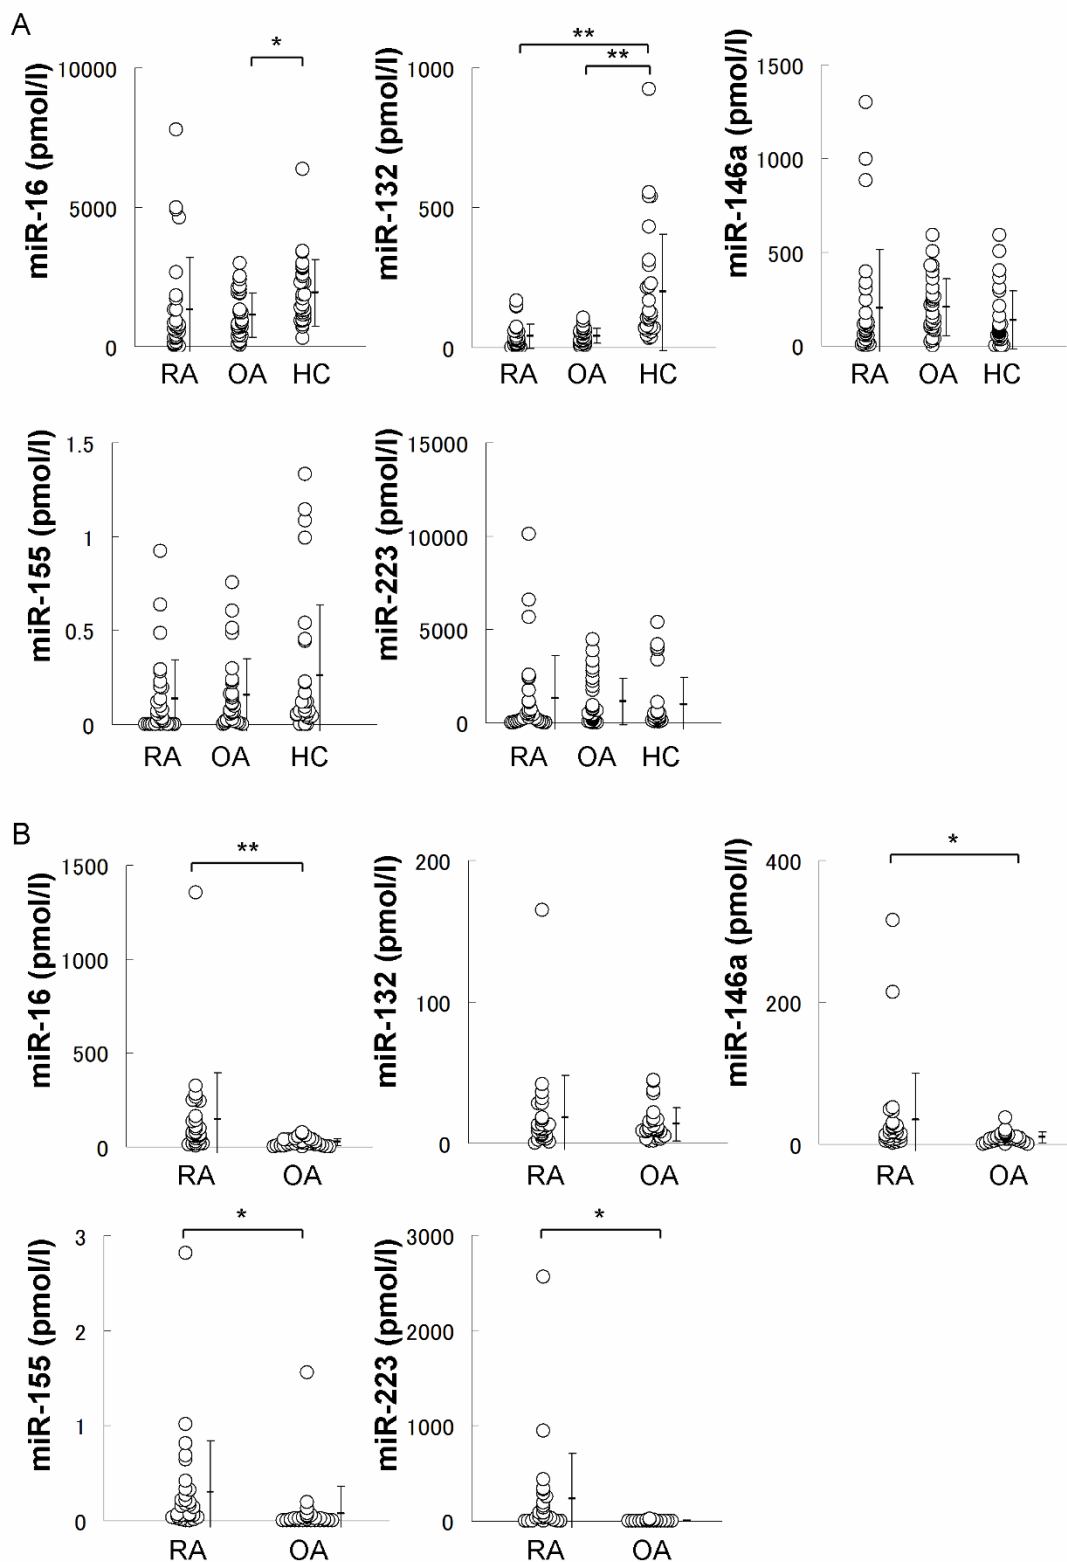 A
miR-16 (pmol/l)
10000
5000
0
*
RA OA HC
miR-132 (pmol/l)
1000
500
0
**
**
RA OA HC
miR-146a (pmol/l)
1500
1000
500
0
RA OA HC
miR-155 (pmol/l)
1.5
1
0.5
0
RA OA HC
miR-223 (pmol/l)
15000
10000
5000
0
RA OA HC
B
miR-16 (pmol/l)
1500
1000
500
0
**
RA OA
miR-132 (pmol/l)
200
100
0
RA OA
miR-146a (pmol/l)
400
200
0
*
RA OA
miR-155 (pmol/l)
3
2
1
0
*
RA OA
miR-223 (pmol/l)
3000
2000
1000
0
*
RA OA